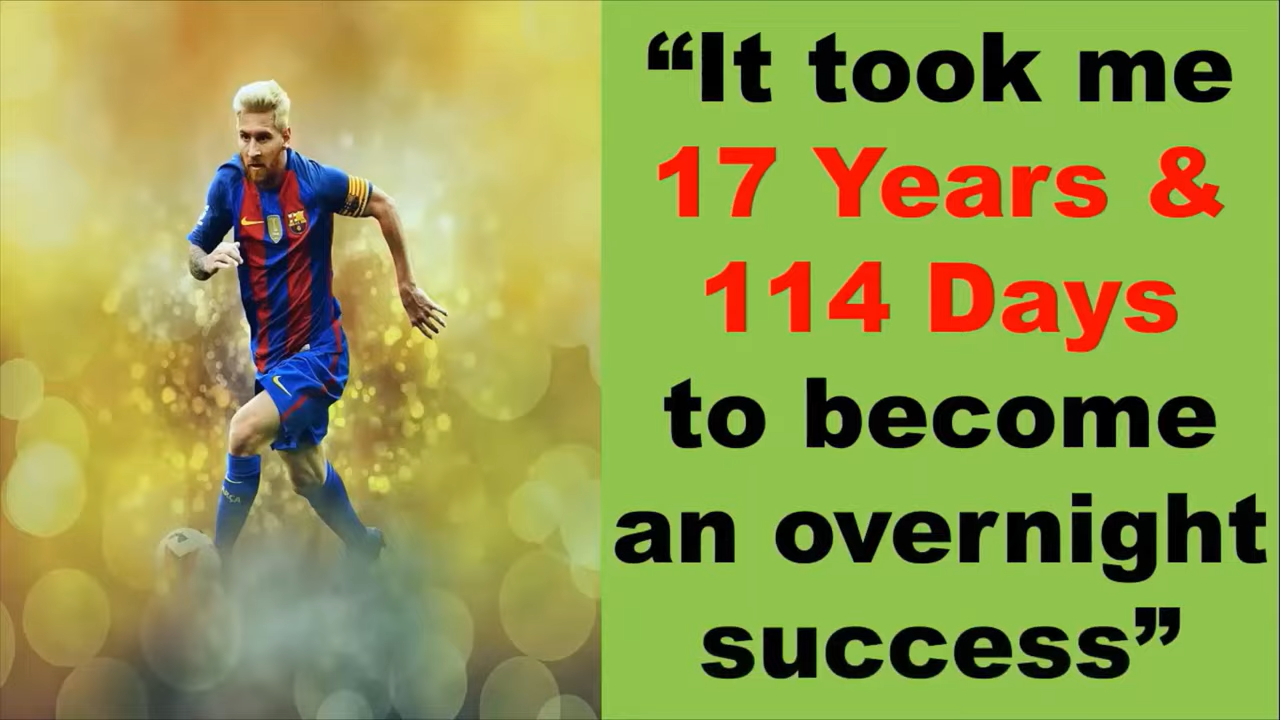 “It took me
17 Years &
114 Days
to become
an overnight
success”